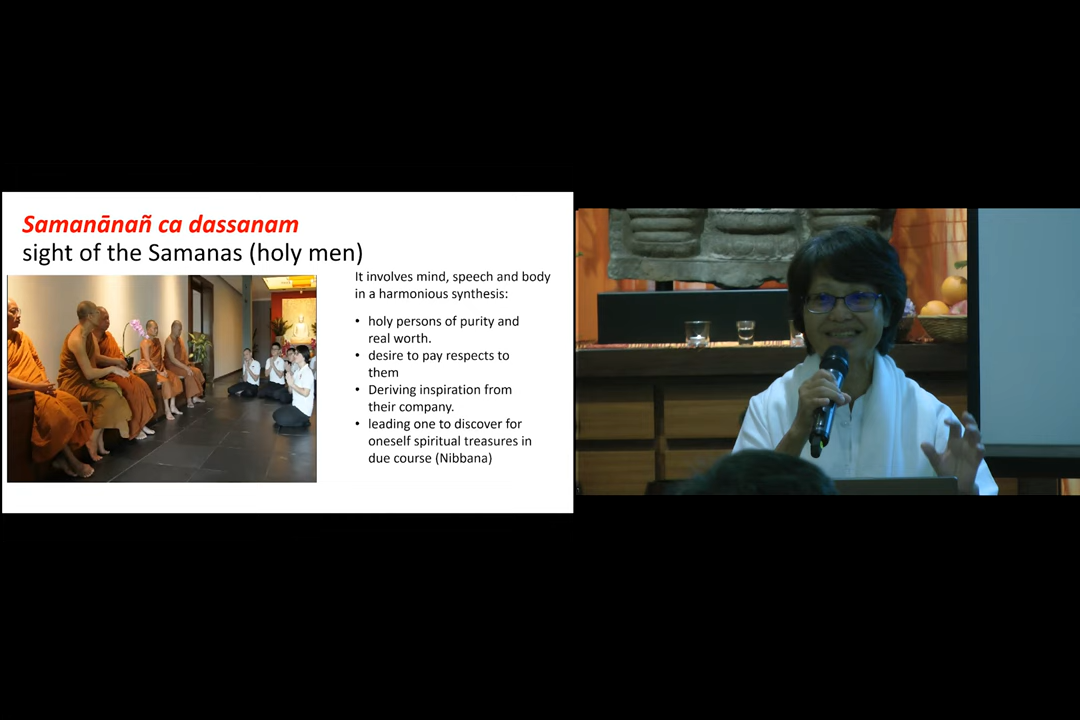 Samanānañ ca dassanam
sight of the Samanas (holy men)
It involves mind, speech and body
in a harmonious synthesis:
• holy persons of purity and
real worth.
• desire to pay respects to
them
• Deriving inspiration from
their company.
• leading one to discover for
oneself spiritual treasures in
due course (Nibbana)